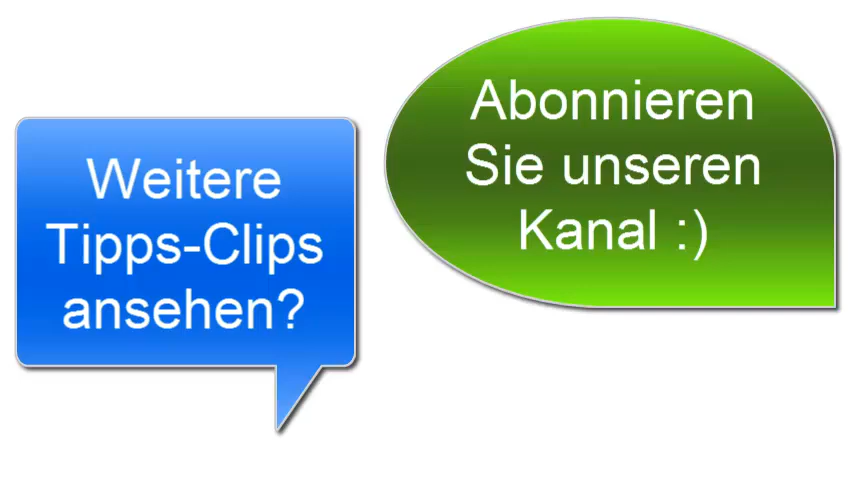 Weitere
Tipps-Clips
ansehen?
Abonnieren
Sie unseren
Kanal :)